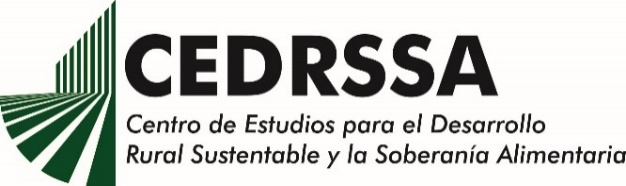 CEDRSSA
Centro de Estudios para el Desarrollo
Rural Sustentable y la Soberanía Alimentaria